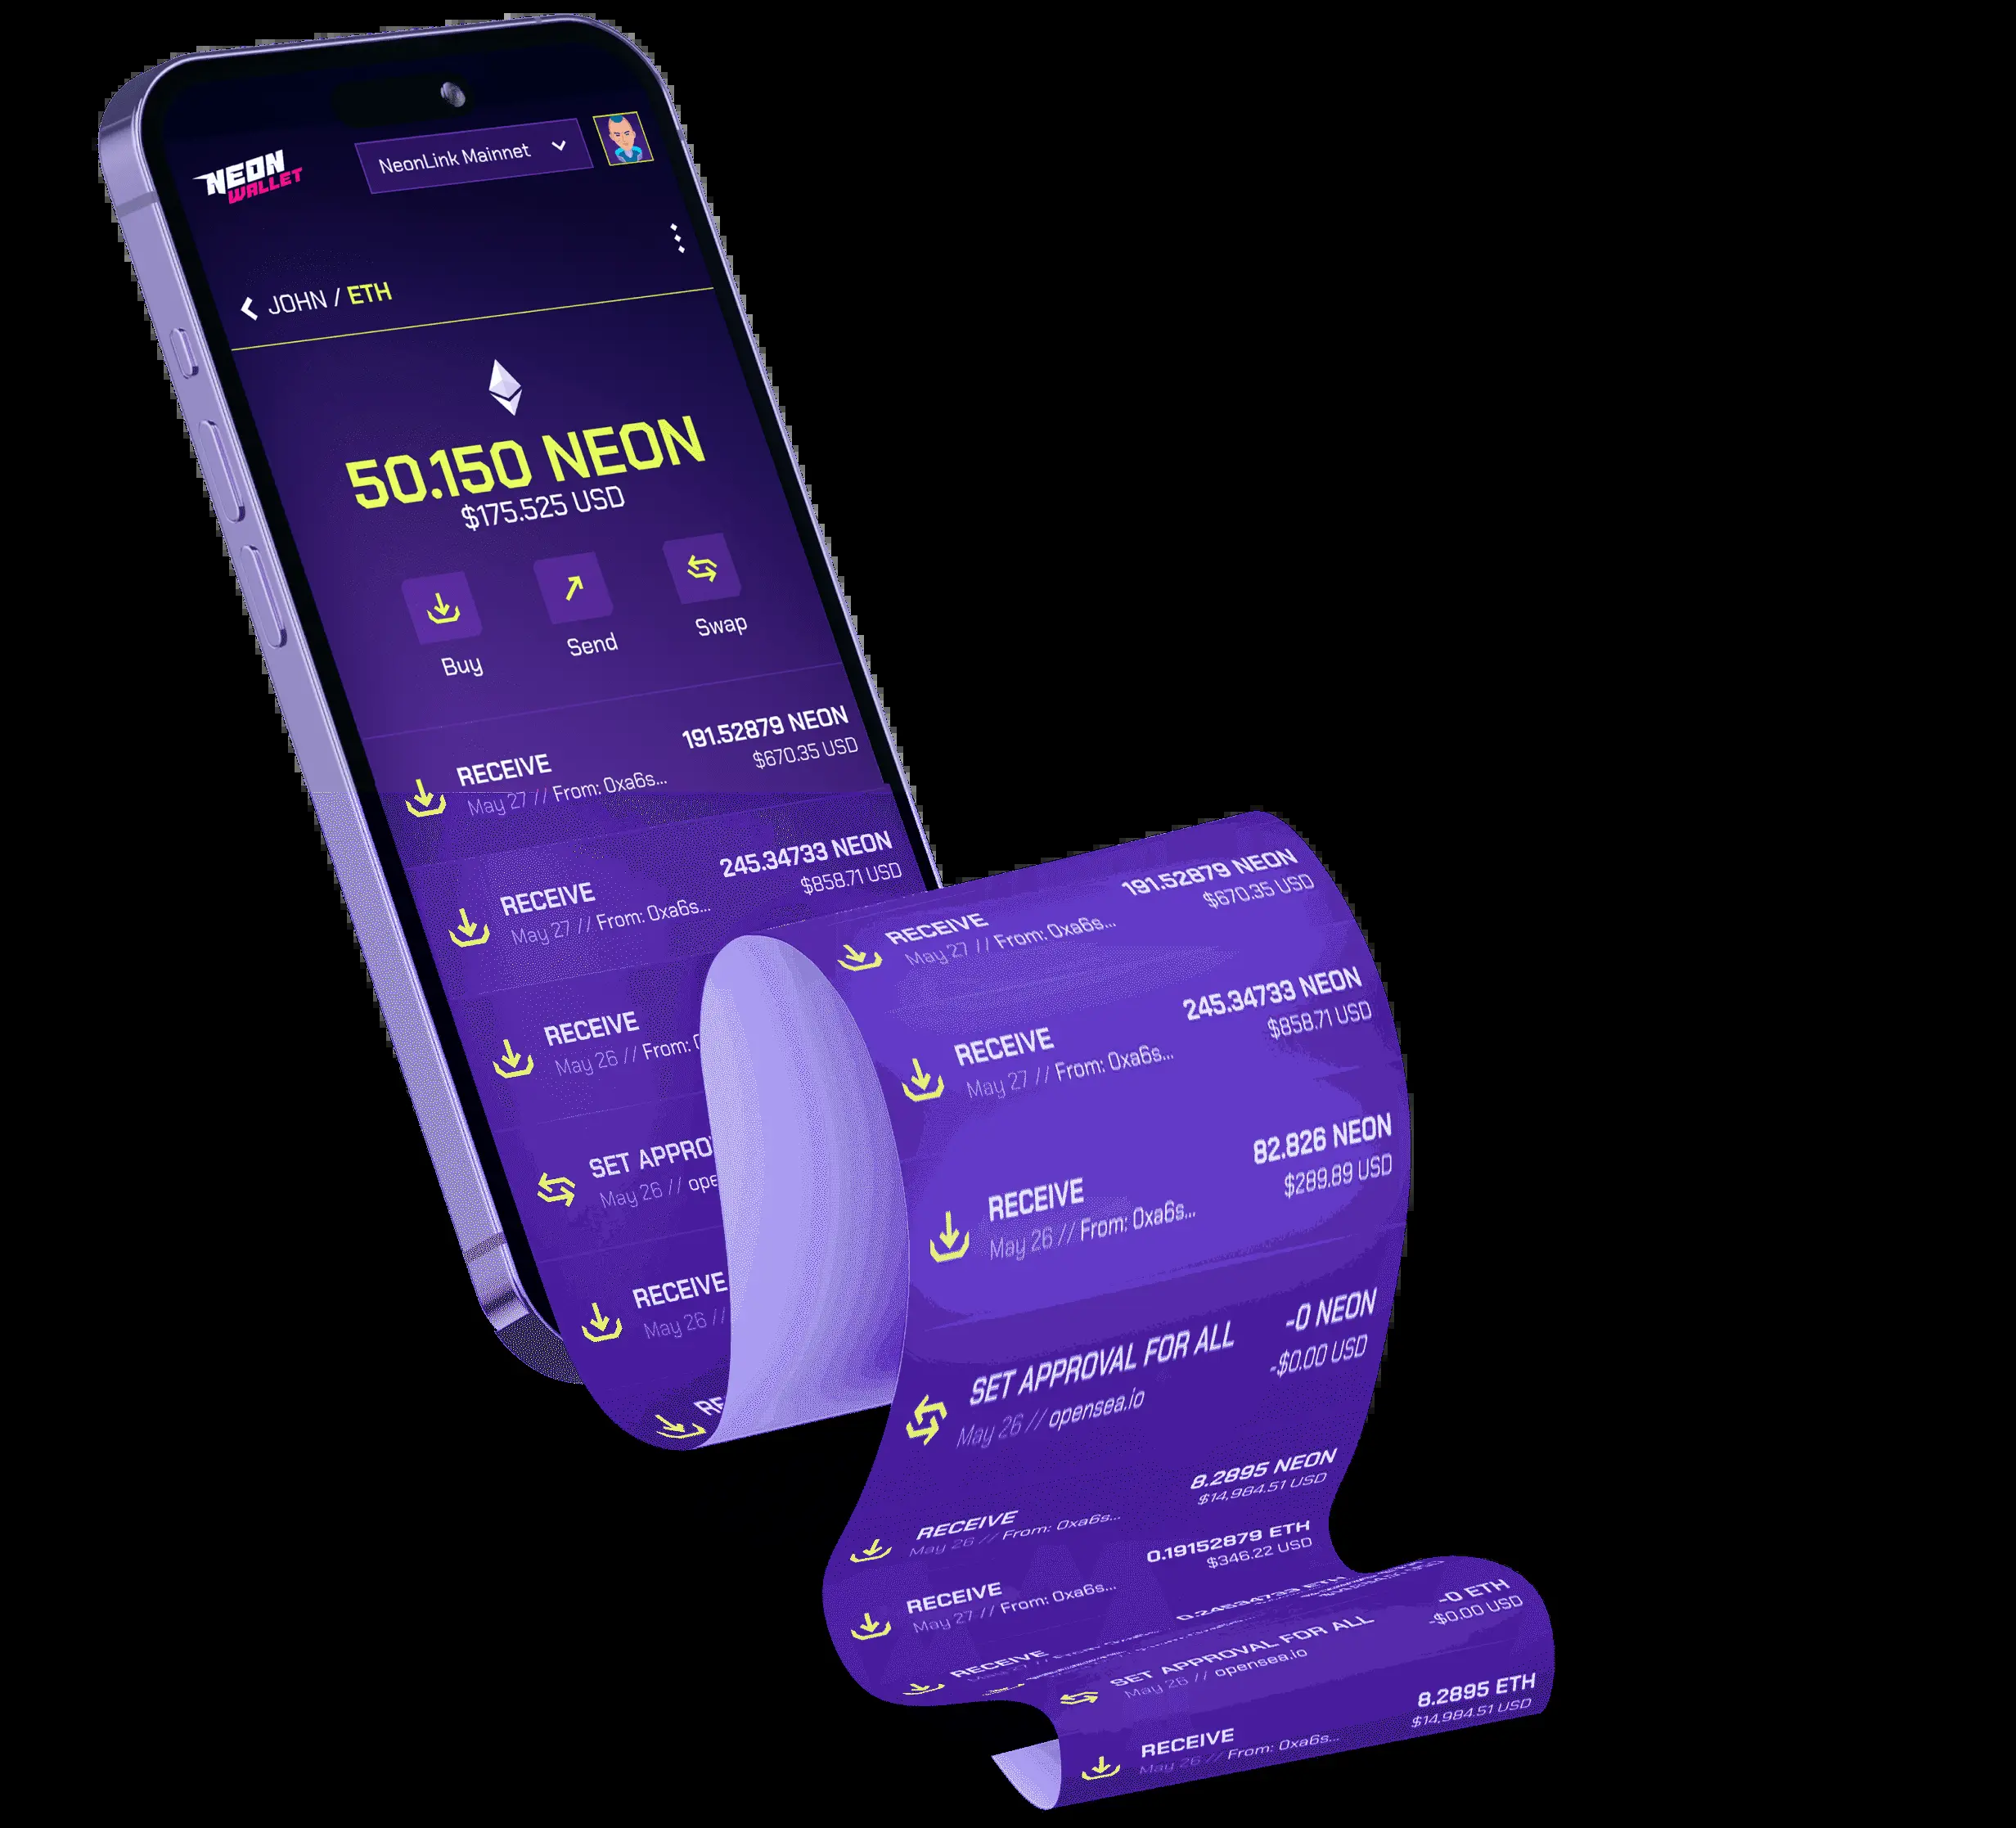 NEON
WALLET
NeonLink Mainnet
JOHN / ETH
50.150 NEON
$175.525 USD
Buy
Send
Swap
RECEIVE
191.52879 NEON
May 27 // From: 0xa6s...
$670.35 USD
RECEIVE
245.34733 NEON
May 27 // From: 0xa6s...
$858.71 USD
RECEIVE
May 26 // From: 0
SET APPRO
May 26 // ope
RECEIVE
May 26 //
RE
RECEIVE
191.52879 NEON
May 27 // From: 0xa6s...
$670.35 USD
RECEIVE
245.34733 NEON
May 27 // From: 0xa6s...
$858.71 USD
RECEIVE
82.826 NEON
May 26 // From: 0xa6s...
$289.89 USD
SET APPROVAL FOR ALL
-0 NEON
May 26 // opensea.io
-$0.00 USD
RECEIVE
8.2895 NEON
May 26 // From: 0xa6s...
$14,984.51 USD
RECEIVE
0.19152879 ETH
May 27 // From: 0xa6s...
$346.22 USD
RECEIVE
0.24534733 ETH
SET APPROVAL FOR ALL
-0 ETH
May 26 // opensea.io
-$0.00 USD
RECEIVE
8.2895 ETH
May 26 // From: 0xa6s...
$14,984.51 USD